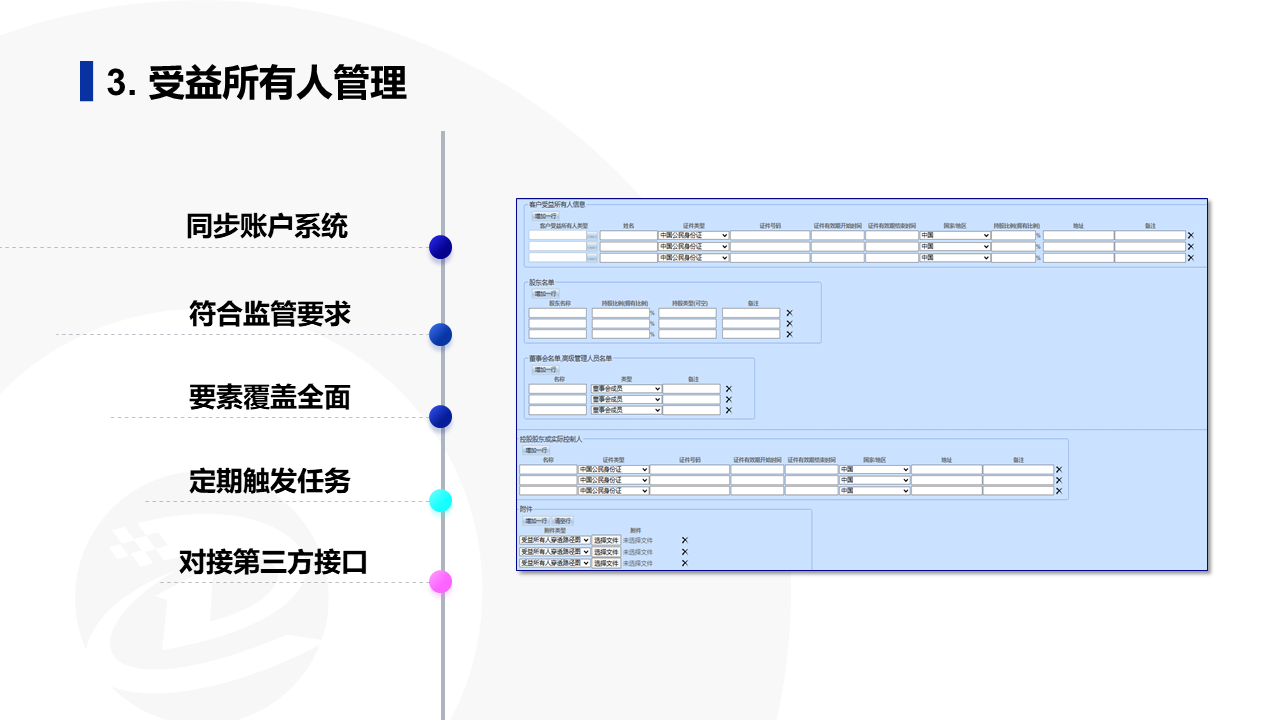 3. 受益所有人管理
同步账户系统
符合监管要求
要素覆盖全面
定期触发任务
对接第三方接口
客户受益所有人信息
增加一行
客户受益所有人类型 姓名 证件类型 证件号码 证件有效期开始时间 证件有效期结束时间 国家/地区 持股比例(拥有比例) 地址 备注
... 中国公民身份证 中国 %
... 中国公民身份证 中国 %
... 中国公民身份证 中国 %
股东名单
增加一行
股东名称 持股比例(拥有比例) 持股类型(可空) 备注
%
%
%
董事会名单,高级管理人员名单
增加一行
名称 类型 备注
董事会成员
董事会成员
董事会成员
控股股东或实际控制人
增加一行
名称 证件类型 证件号码 证件有效期开始时间 证件有效期结束时间 国家/地区 地址 备注
中国公民身份证 中国
中国公民身份证 中国
中国公民身份证 中国
附件
增加一行 清空行
附件类型 附件
受益所有人穿透路径图 选择文件 未选择文件
受益所有人穿透路径图 选择文件 未选择文件
受益所有人穿透路径图 选择文件 未选择文件